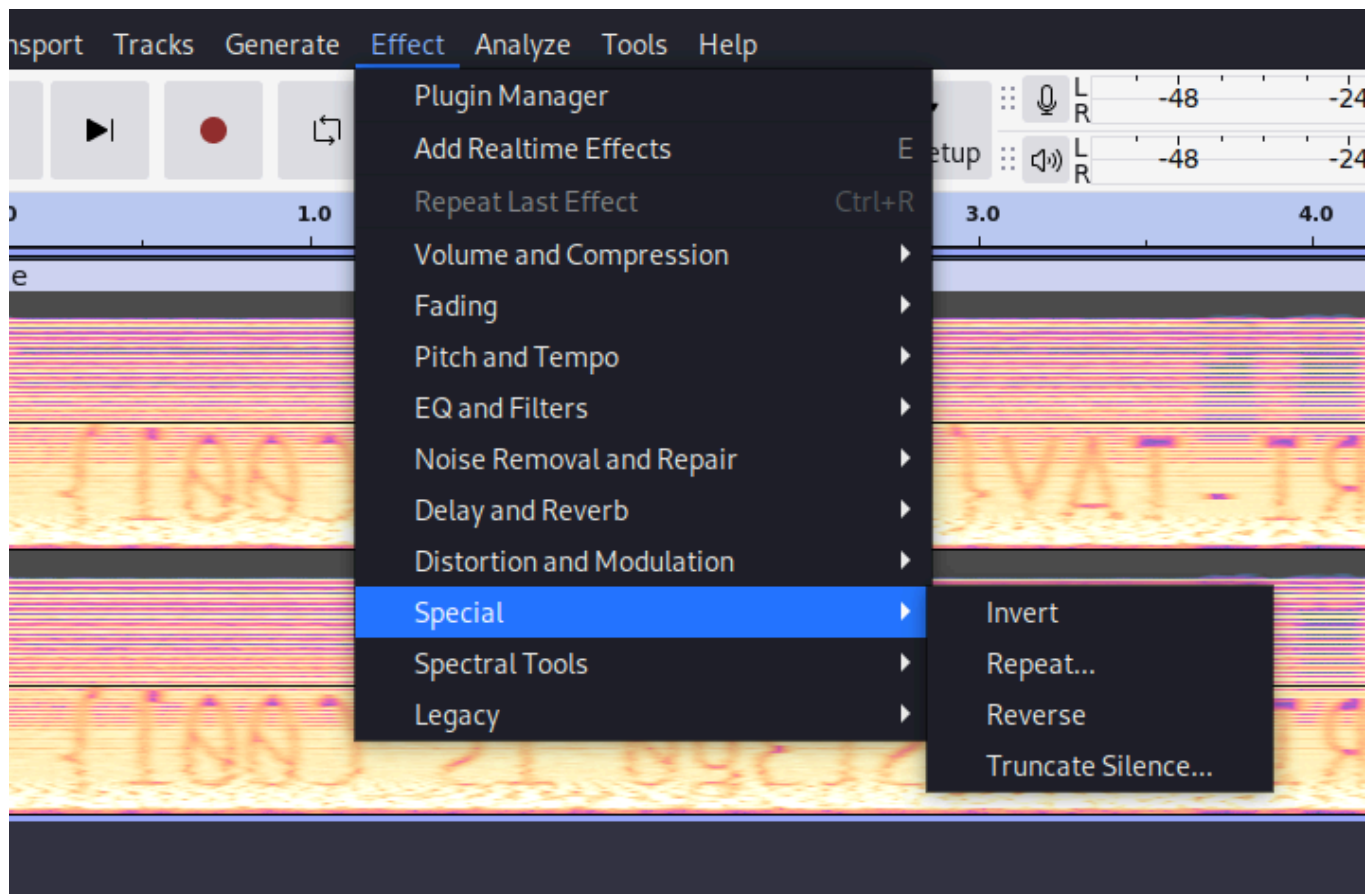 nsport Tracks Generate Effect Analyze Tools Help
Plugin Manager
Add Realtime Effects E
Repeat Last Effect Ctrl+R
Volume and Compression
Fading
Pitch and Tempo
EQ and Filters
Noise Removal and Repair
Delay and Reverb
Distortion and Modulation
Special
Spectral Tools
Legacy
Invert
Repeat...
Reverse
Truncate Silence...
etup
L -48 -24
R
L -48 -24
R
1.0 3.0 4.0
e